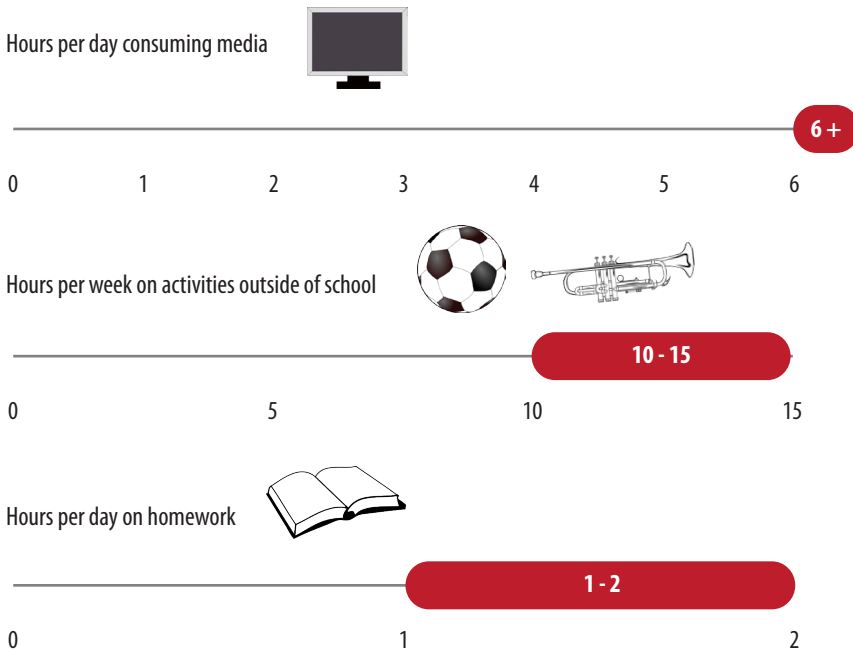 Hours per day consuming media
6 +
0 1 2 3 4 5 6
Hours per week on activities outside of school
10 - 15
0 5 10 15
Hours per day on homework
1 - 2
0 1 2